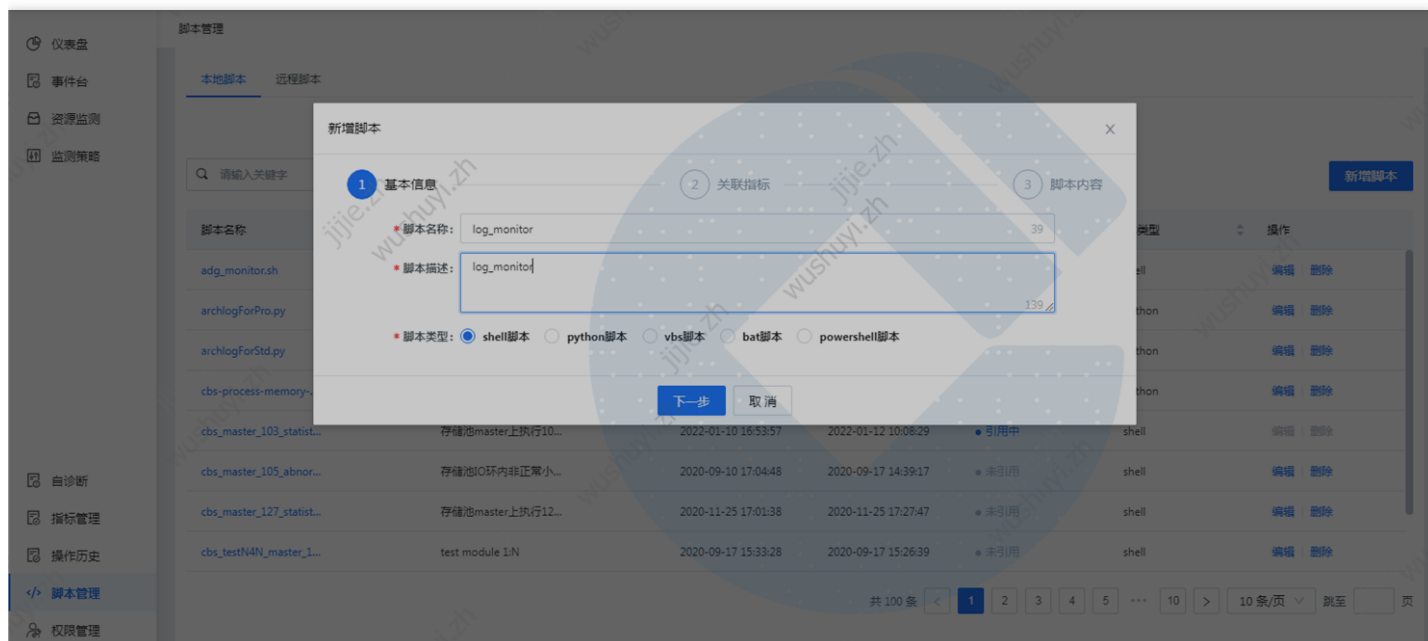 脚本管理
仪表盘
事件台
资源监测
监测策略
自诊断
指标管理
操作历史
脚本管理
权限管理
本地脚本 远程脚本
请输入关键字
新增脚本
新增脚本
1 基本信息 2 关联指标 3 脚本内容
* 脚本名称: log_monitor 39
* 脚本描述: log_monitor
139
* 脚本类型: shell脚本 python脚本 vbs脚本 bat脚本 powershell脚本
下一步 取消
脚本名称 类型 操作
adg_monitor.sh ell 编辑 删除
archlogForPro.py thon 编辑 删除
archlogForStd.py thon 编辑 删除
cbs-process-memory-... thon 编辑 删除
cbs_master_103_statist... 存储池master上执行10... 2022-01-10 16:53:57 2022-01-12 10:08:29 引用中 shell 编辑 删除
cbs_master_105_abnor... 存储池IO环内非正常小... 2020-09-10 17:04:48 2020-09-17 14:39:17 未引用 shell 编辑 删除
cbs_master_127_statist... 存储池master上执行12... 2020-11-25 17:01:38 2020-11-25 17:27:47 未引用 shell 编辑 删除
cbs_testN4N_master_1... test module 1:N 2020-09-17 15:33:28 2020-09-17 15:26:39 未引用 shell 编辑 删除
共 100 条 < 1 2 3 4 5 ••• 10 > 10 条/页 跳至 页
jijie.zh
wushuyi.zh